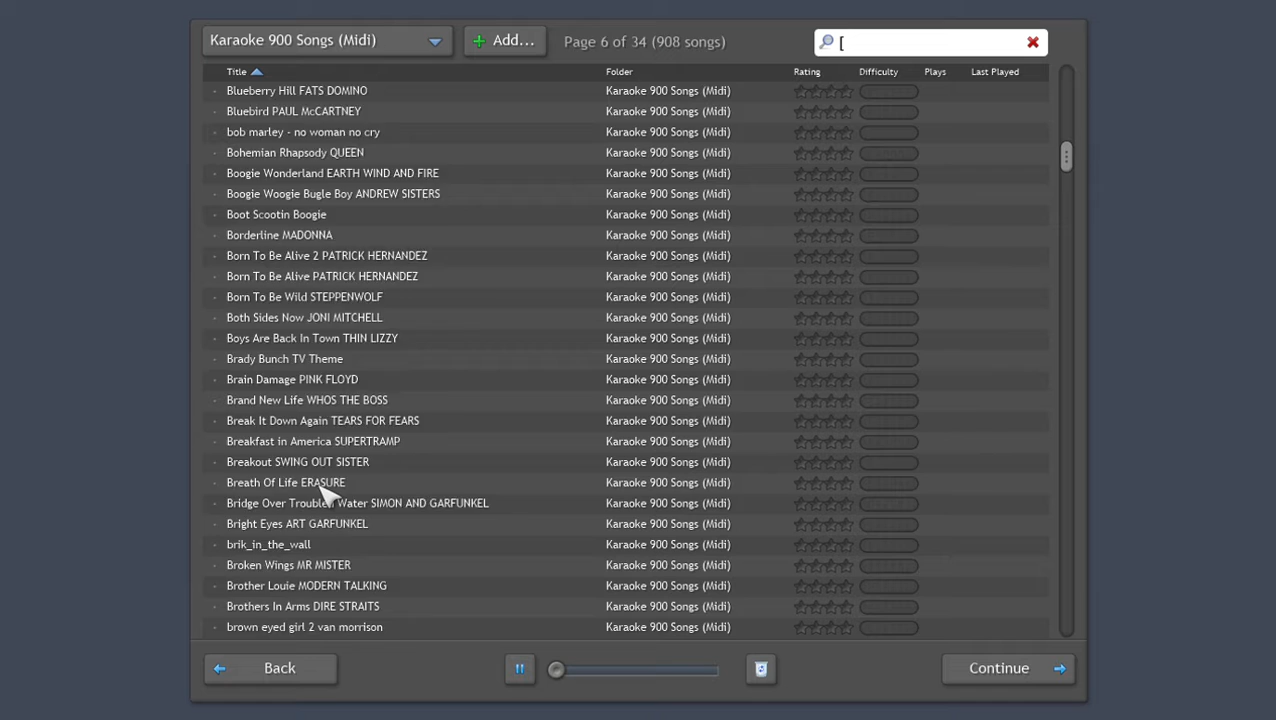 Karaoke 900 Songs (Midi) Add... Page 6 of 34 (908 songs) [
Title Folder Rating Difficulty Plays Last Played
Blueberry Hill FATS DOMINO Karaoke 900 Songs (Midi)
Bluebird PAUL McCARTNEY Karaoke 900 Songs (Midi)
bob marley - no woman no cry Karaoke 900 Songs (Midi)
Bohemian Rhapsody QUEEN Karaoke 900 Songs (Midi)
Boogie Wonderland EARTH WIND AND FIRE Karaoke 900 Songs (Midi)
Boogie Woogie Bugle Boy ANDREW SISTERS Karaoke 900 Songs (Midi)
Boot Scootin Boogie Karaoke 900 Songs (Midi)
Borderline MADONNA Karaoke 900 Songs (Midi)
Born To Be Alive 2 PATRICK HERNANDEZ Karaoke 900 Songs (Midi)
Born To Be Alive PATRICK HERNANDEZ Karaoke 900 Songs (Midi)
Born To Be Wild STEPPENWOLF Karaoke 900 Songs (Midi)
Both Sides Now JONI MITCHELL Karaoke 900 Songs (Midi)
Boys Are Back In Town THIN LIZZY Karaoke 900 Songs (Midi)
Brady Bunch TV Theme Karaoke 900 Songs (Midi)
Brain Damage PINK FLOYD Karaoke 900 Songs (Midi)
Brand New Life WHOS THE BOSS Karaoke 900 Songs (Midi)
Break It Down Again TEARS FOR FEARS Karaoke 900 Songs (Midi)
Breakfast in America SUPERTRAMP Karaoke 900 Songs (Midi)
Breakout SWING OUT SISTER Karaoke 900 Songs (Midi)
Breath Of Life ERASURE Karaoke 900 Songs (Midi)
Bridge Over Troubled Water SIMON AND GARFUNKEL Karaoke 900 Songs (Midi)
Bright Eyes ART GARFUNKEL Karaoke 900 Songs (Midi)
brik_in_the_wall Karaoke 900 Songs (Midi)
Broken Wings MR MISTER Karaoke 900 Songs (Midi)
Brother Louie MODERN TALKING Karaoke 900 Songs (Midi)
Brothers In Arms DIRE STRAITS Karaoke 900 Songs (Midi)
brown eyed girl 2 van morrison Karaoke 900 Songs (Midi)
Back Continue